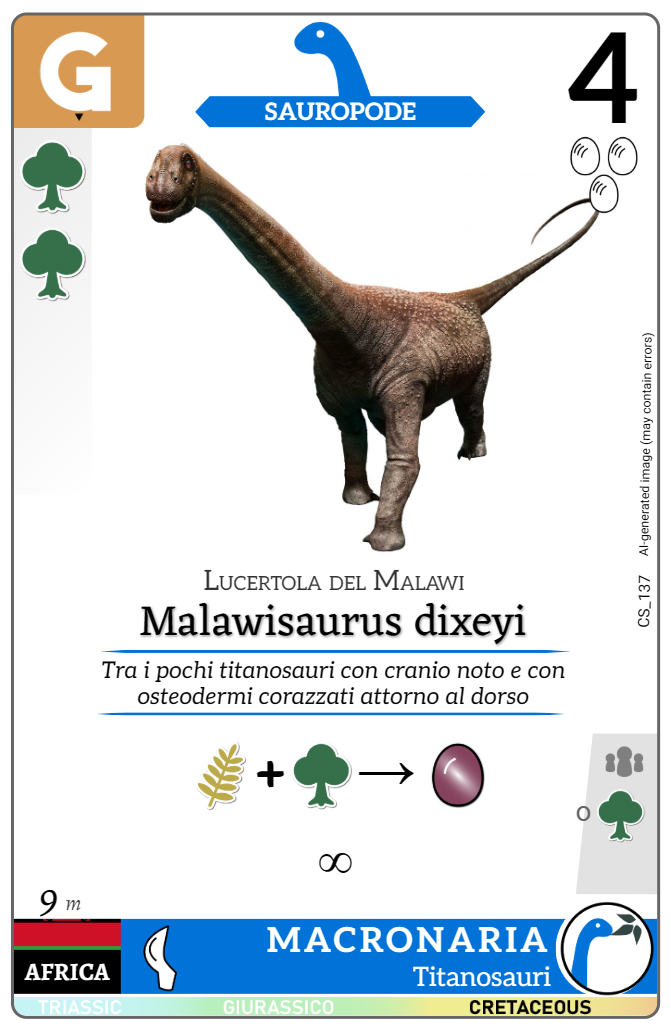 G
SAUROPODE
4
AI-generated image (may contain errors)
CS_137
Lucertola del Malawi
Malawisaurus dixeyi
Tra i pochi titanosauri con cranio noto e con
osteodermi corazzati attorno al dorso
+ →
∞
o
9 m
AFRICA
MACRONARIA
Titanosauri
TRIASSIC
GIURASSICO
CRETACEOUS